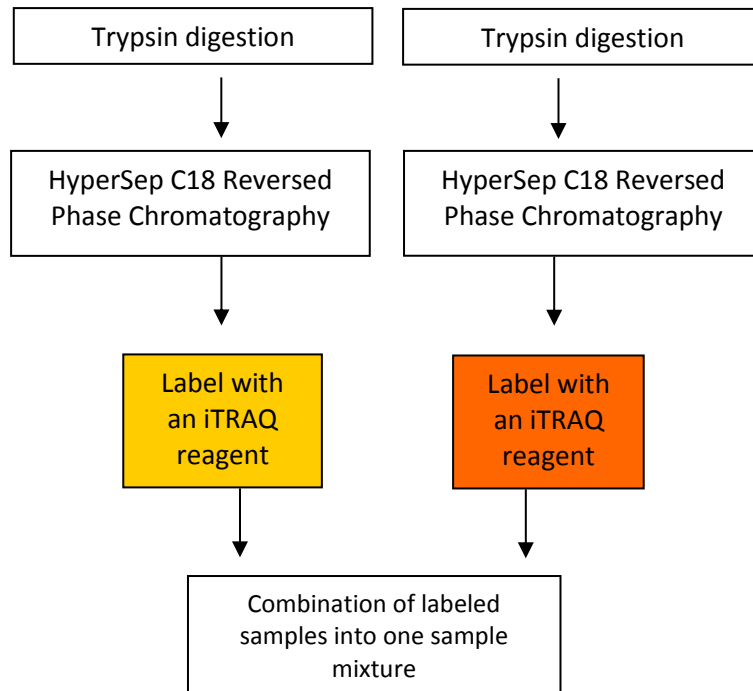 Trypsin digestion
Trypsin digestion
HyperSep C18 Reversed
Phase Chromatography
HyperSep C18 Reversed
Phase Chromatography
Label with
an iTRAQ
reagent
Label with
an iTRAQ
reagent
Combination of labeled
samples into one sample
mixture